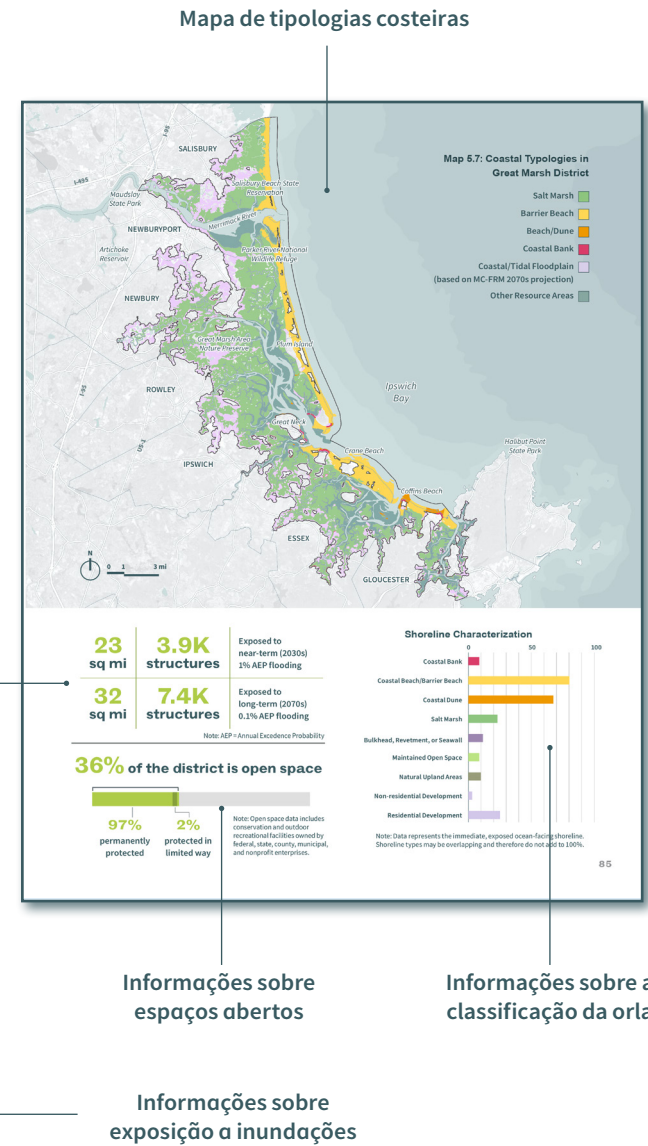 Mapa de tipologias costeiras
Map 5.7: Coastal Typologies in
Great Marsh District
Salt Marsh
Barrier Beach
Beach/Dune
Coastal Bank
Coastal/Tidal Floodplain
(based on MC-FRM 2070s projection)
Other Resource Areas
I-95
I-495
SALISBURY
Maudslay
State Park
Salisbury Beach State
Reservation
Merrimack River
NEWBURYPORT
Artichoke
Reservoir
Parker River National
Wildlife Refuge
NEWBURY
Great Marsh Area
Nature Preserve
Plum Island
I-95
ROWLEY
Ipswich
Bay
Great Neck
US-1
Halibut Point
State Park
Crane Beach
IPSWICH
Coffins Beach
ESSEX
N
0 1 3 mi
GLOUCESTER
23
sq mi
3.9K
structures
Exposed to
near-term (2030s)
1% AEP flooding
32
sq mi
7.4K
structures
Exposed to
long-term (2070s)
0.1% AEP flooding
Note: AEP = Annual Excedence Probability
36% of the district is open space
97%
permanently
protected
2%
protected in
limited way
Note: Open space data includes
conservation and outdoor
recreational facilities owned by
federal, state, county, municipal,
and nonprofit enterprises.
Shoreline Characterization
0 50 100
Coastal Bank
Coastal Beach/Barrier Beach
Coastal Dune
Salt Marsh
Bulkhead, Revetment, or Seawall
Maintained Open Space
Natural Upland Areas
Non-residential Development
Residential Development
Note: Data represents the immediate, exposed ocean-facing shoreline.
Shoreline types may be overlapping and therefore do not add to 100%.
85
Informações sobre
espaços abertos
Informações sobre a
classificação da orla
Informações sobre
exposição a inundações